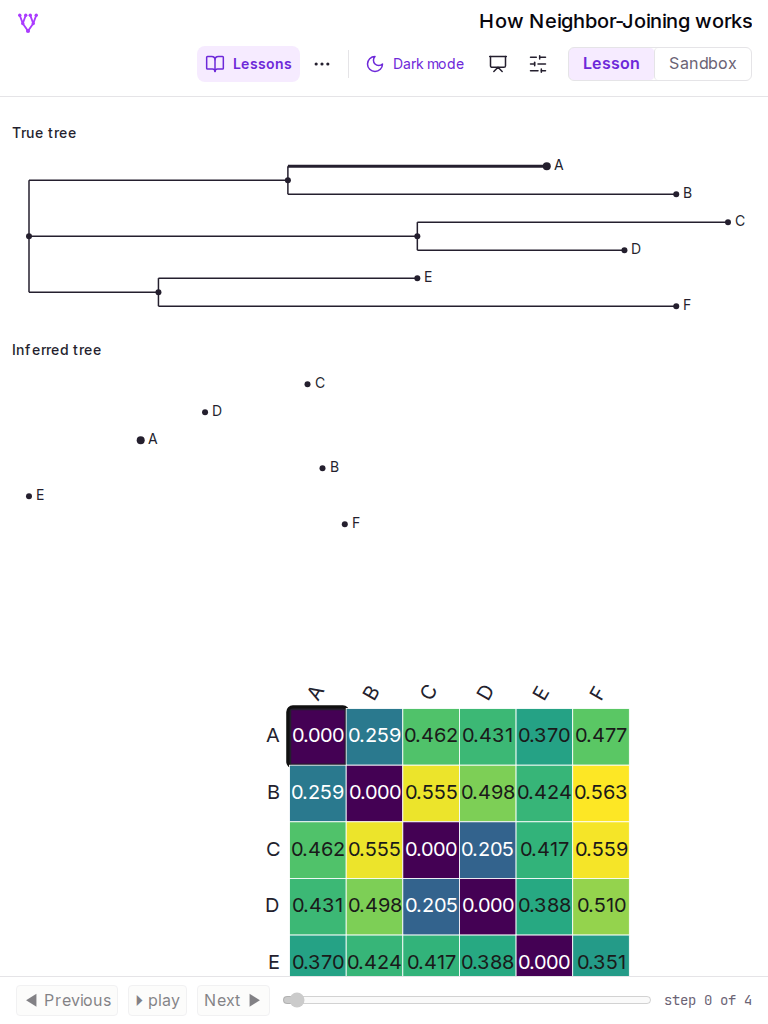 How Neighbor-Joining works
Lessons
Dark mode
Lesson
Sandbox
True tree
A
B
C
D
E
F
Inferred tree
C
D
A
B
E
F
A B C D E F
A 0.000 0.259 0.462 0.431 0.370 0.477
B 0.259 0.000 0.555 0.498 0.424 0.563
C 0.462 0.555 0.000 0.205 0.417 0.559
D 0.431 0.498 0.205 0.000 0.388 0.510
E 0.370 0.424 0.417 0.388 0.000 0.351
Previous
play
Next
step 0 of 4